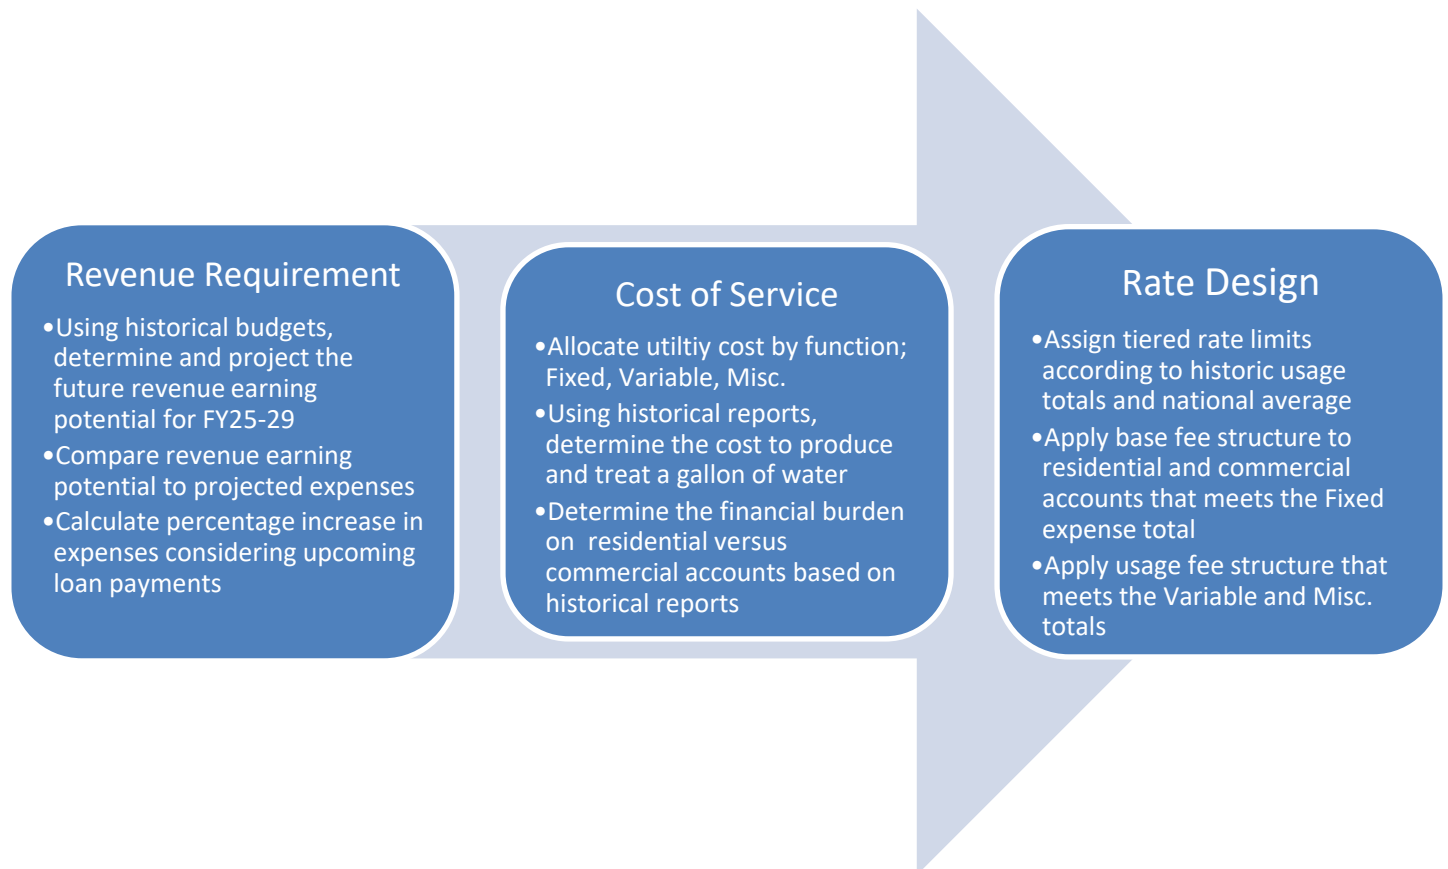 Revenue Requirement
•Using historical budgets,
determine and project the
future revenue earning
potential for FY25-29
•Compare revenue earning
potential to projected expenses
•Calculate percentage increase in
expenses considering upcoming
loan payments
Cost of Service
•Allocate utiltiy cost by function;
Fixed, Variable, Misc.
•Using historical reports,
determine the cost to produce
and treat a gallon of water
•Determine the financial burden
on  residential versus
commercial accounts based on
historical reports
Rate Design
•Assign tiered rate limits
according to historic usage
totals and national average
•Apply base fee structure to
residential and commercial
accounts that meets the Fixed
expense total
•Apply usage fee structure that
meets the Variable and Misc.
totals